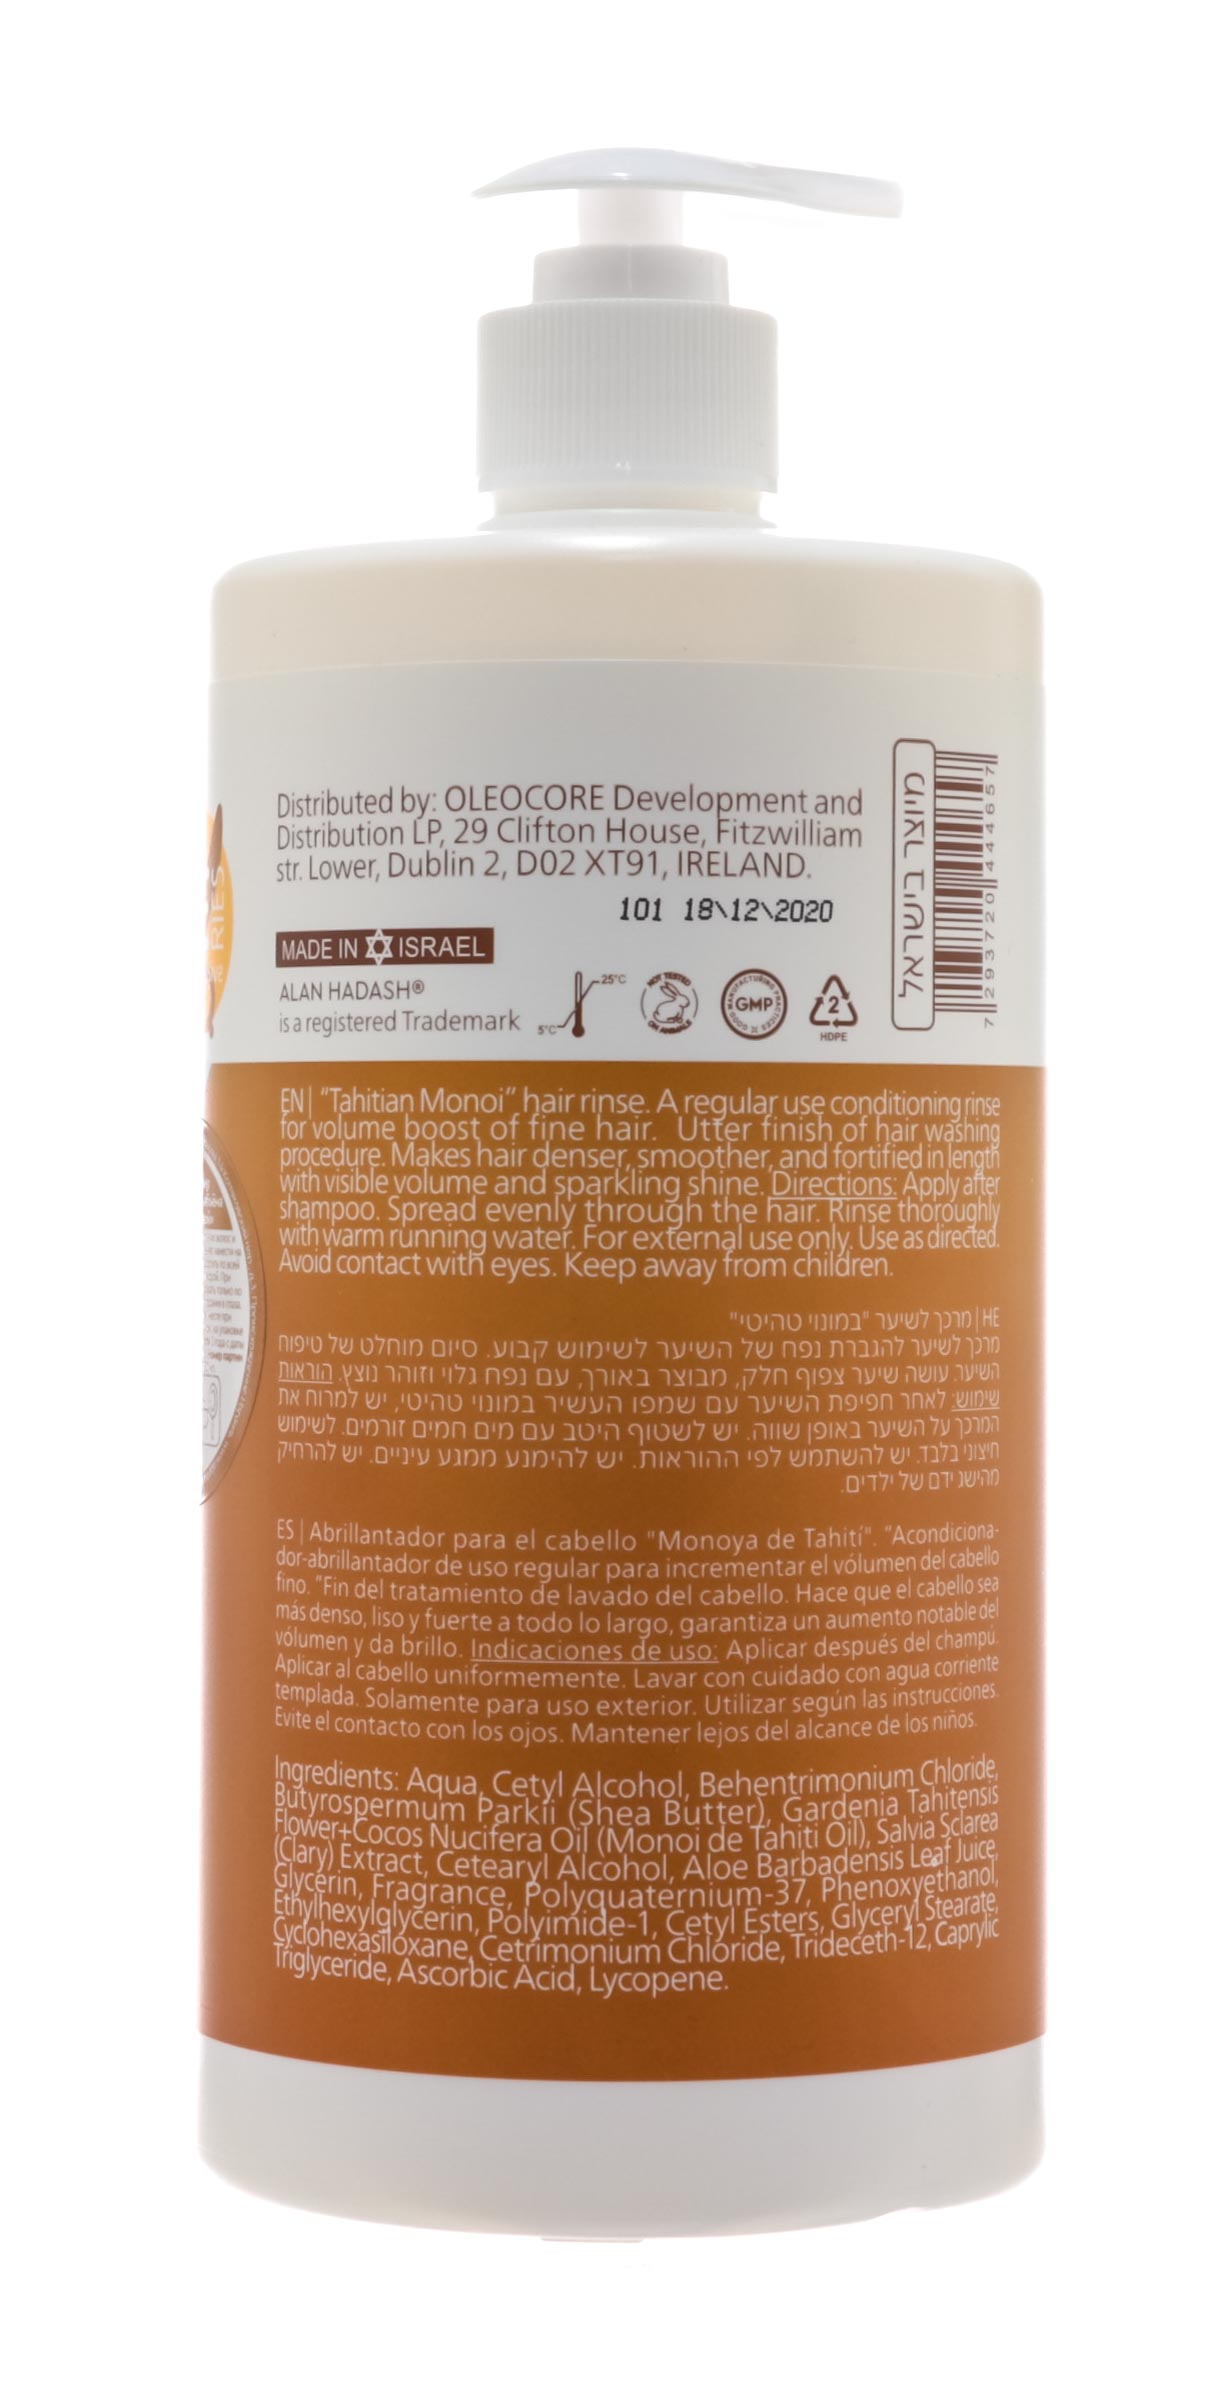 Distributed by: OLEOCORE Development and
Distribution LP, 29 Clifton House, Fitzwilliam
str. Lower, Dublin 2, D02 XT91, IRELAND.
101 18\12\2020
MADE IN ISRAEL
ALAN HADASH®
is a registered Trademark
25°C
5°C
NOT TESTED
ON ANIMALS
GOOD MANUFACTURING PRACTICES
GMP
2
HDPE
7293720444657
RIES
EN| "Tahitian Monoi" hair rinse. A regular use conditioning rinse
for volume boost of fine hair. Utter finish of hair washing
procedure. Makes hair denser, smoother, and fortified in length
with visible volume and sparkling shine. Directions: Apply after
shampoo. Spread evenly through the hair. Rinse thoroughly
with warm running water. For external use only. Use as directed.
Avoid contact with eyes. Keep away from children.
HE | מרכך לשיער "במונוי טהיטי"
מרכך לשיער להגברת נפח של השיער לשימוש קבוע. סיום מוחלט של טיפוח
השיער. עושה שיער צפוף חלק, מבוצר באורך, עם נפח גלוי וזוהר נוצץ. הוראות
שימוש: לאחר חפיפת השיער עם שמפו העשיר במונוי טהיטי, יש למרוח את
המרכך על השיער באופן שווה. יש לשטוף היטב עם מים חמים זורמים. לשימוש
חיצוני בלבד. יש להשתמש לפי ההוראות. יש להימנע ממגע עיניים. יש להרחיק
מהישג ידם של ילדים.
ES | Abrillantador para el cabello "Monoya de Tahití". "Acondiciona-
dor-abrillantador de uso regular para incrementar el vólumen del cabello
fino. "Fin del tratamiento de lavado del cabello. Hace que el cabello sea
más denso, liso y fuerte a todo lo largo, garantiza un aumento notable del
vólumen y da brillo. Indicaciones de uso: Aplicar después del champú.
Aplicar al cabello uniformemente. Lavar con cuidado con agua corriente
templada. Solamente para uso exterior. Utilizar según las instrucciones.
Evite el contacto con los ojos. Mantener lejos del alcance de los niños.
Ingredients: Aqua, Cetyl Alcohol, Behentrimonium Chloride,
Butyrospermum Parkii (Shea Butter), Gardenia Tahitensis
Flower+Cocos Nucifera Oil (Monoi de Tahiti Oil), Salvia Sclarea
(Clary) Extract, Cetearyl Alcohol, Aloe Barbadensis Leaf Juice,
Glycerin, Fragrance, Polyquaternium-37, Phenoxyethanol,
Ethylhexylglycerin, Polyimide-1, Cetyl Esters, Glyceryl Stearate,
Cyclohexasiloxane, Cetrimonium Chloride, Trideceth-12, Caprylic
Triglyceride, Ascorbic Acid, Lycopene.